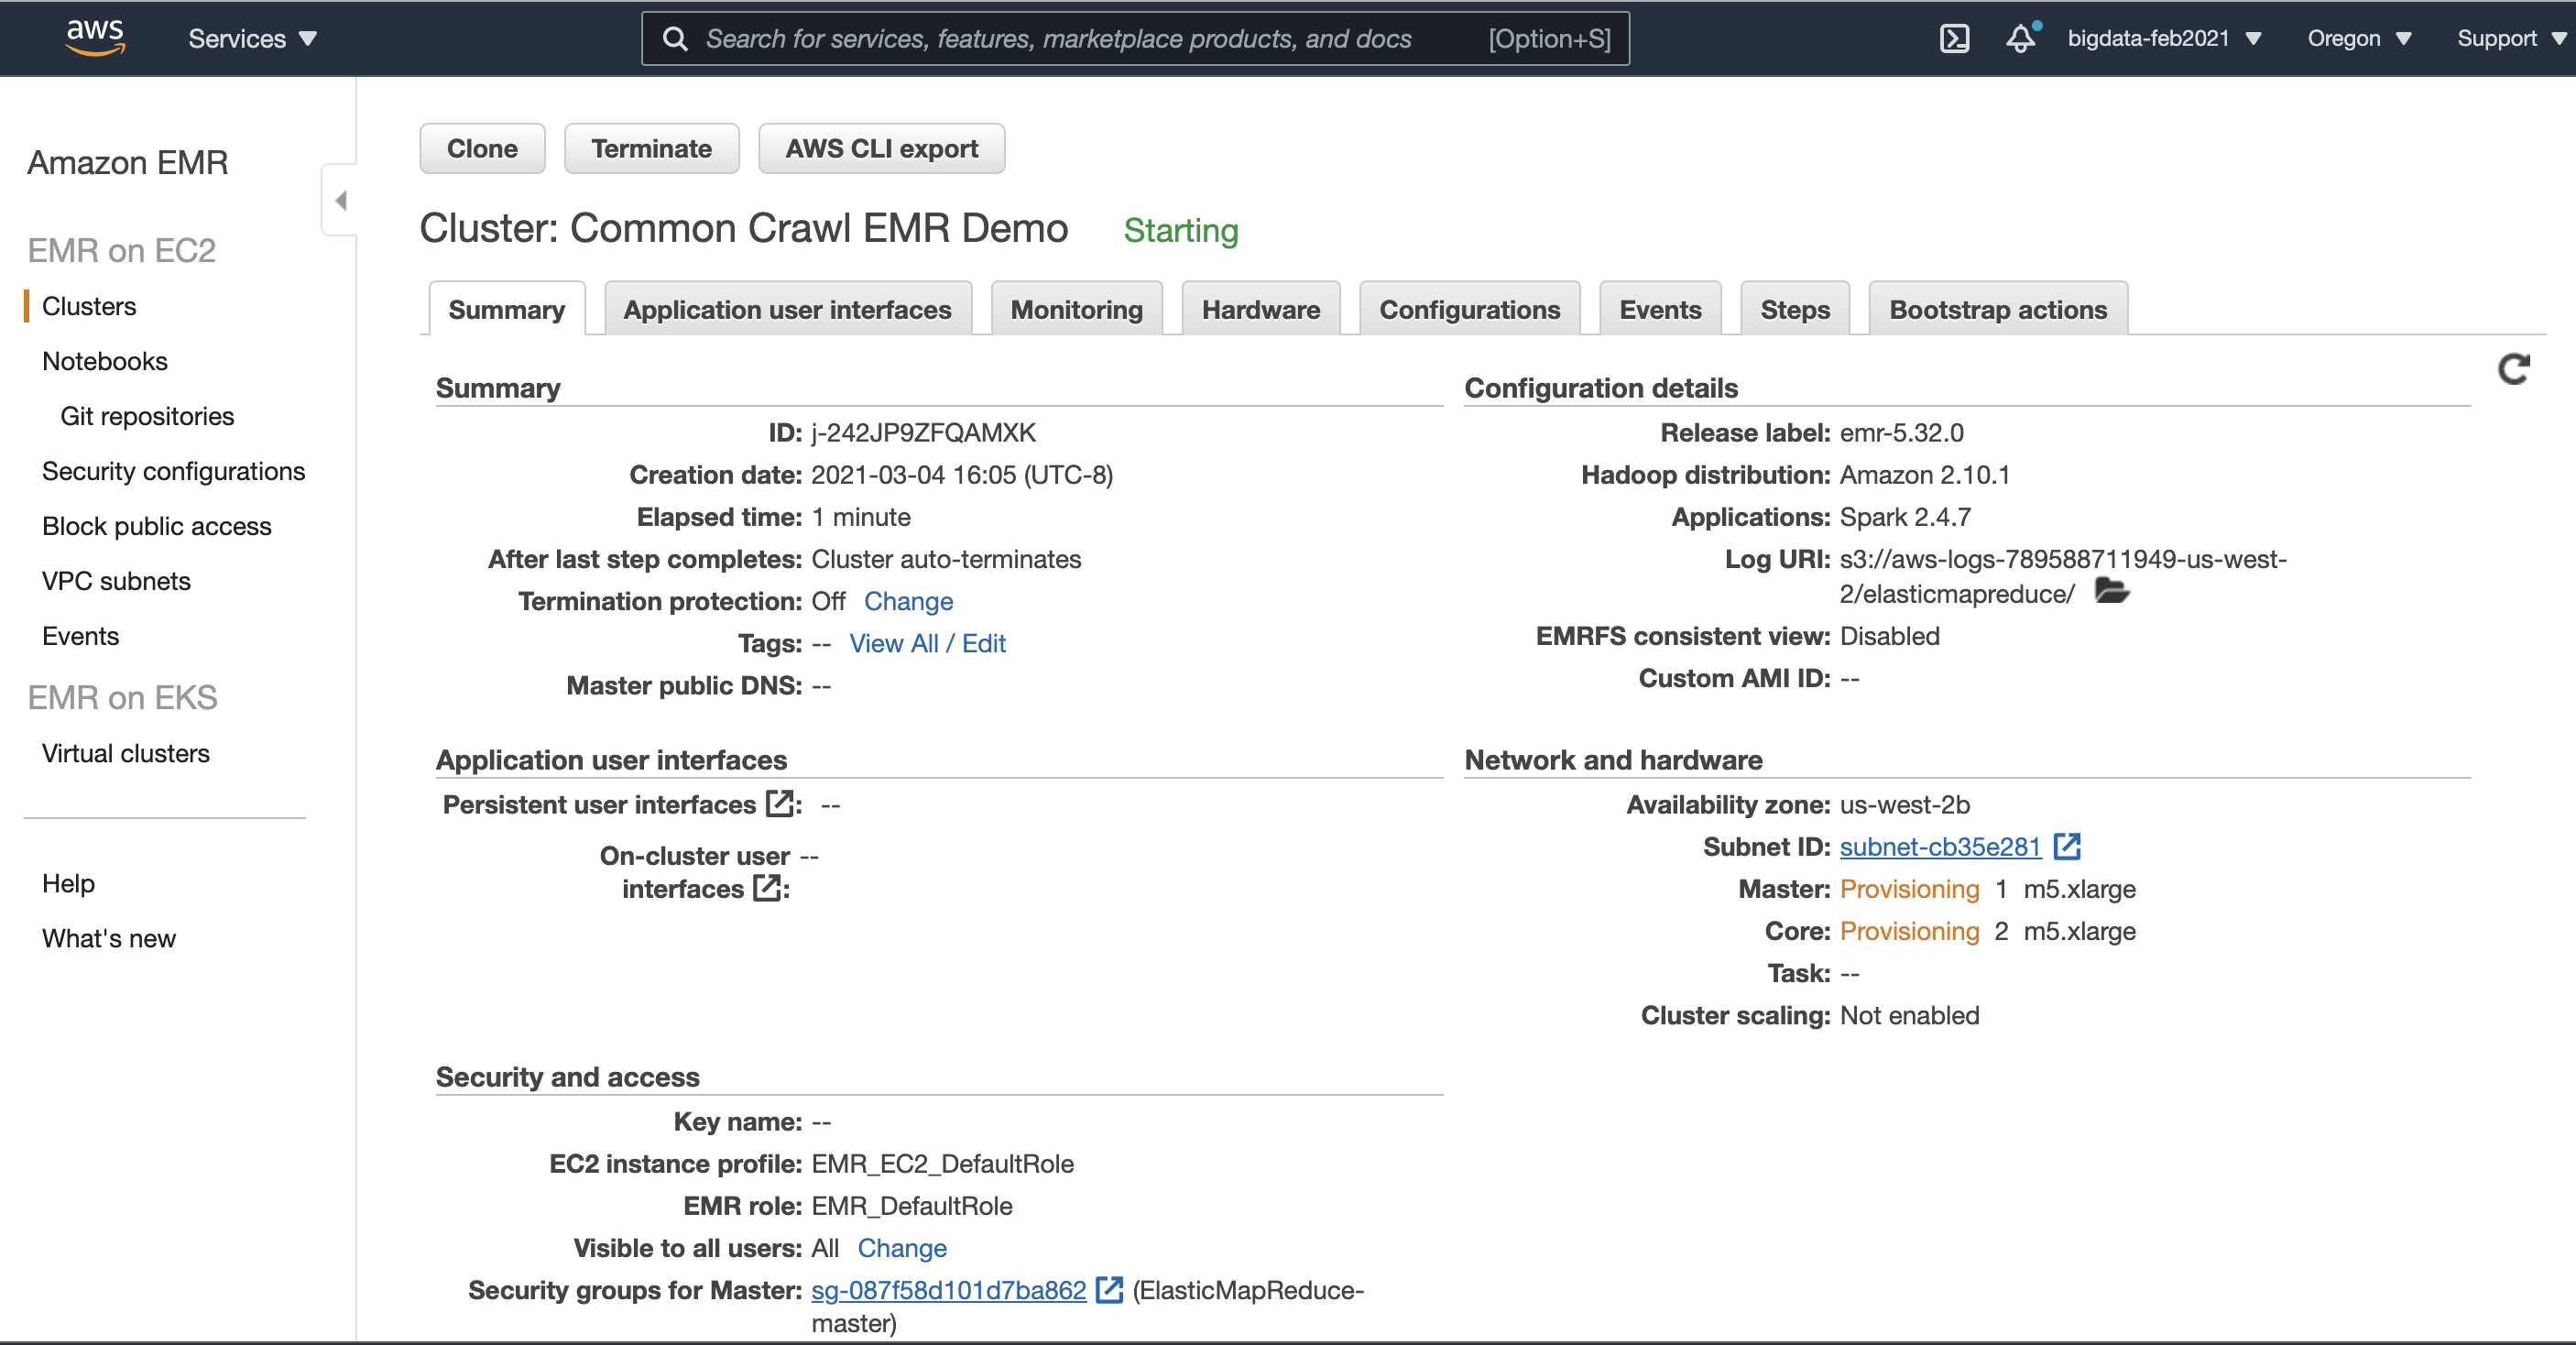 aws Services Search for services, features, marketplace products, and docs [Option+S] bigdata-feb2021 Oregon Support
Amazon EMR
EMR on EC2
Clusters
Notebooks
Git repositories
Security configurations
Block public access
VPC subnets
Events
EMR on EKS
Virtual clusters
Help
What's new
Clone Terminate AWS CLI export
Cluster: Common Crawl EMR Demo Starting
Summary Application user interfaces Monitoring Hardware Configurations Events Steps Bootstrap actions
Summary
ID: j-242JP9ZFQAMXK
Creation date: 2021-03-04 16:05 (UTC-8)
Elapsed time: 1 minute
After last step completes: Cluster auto-terminates
Termination protection: Off Change
Tags: -- View All / Edit
Master public DNS: --
Configuration details
Release label: emr-5.32.0
Hadoop distribution: Amazon 2.10.1
Applications: Spark 2.4.7
Log URI: s3://aws-logs-789588711949-us-west-
2/elasticmapreduce/
EMRFS consistent view: Disabled
Custom AMI ID: --
Application user interfaces
Persistent user interfaces : --
On-cluster user --
interfaces :
Network and hardware
Availability zone: us-west-2b
Subnet ID: subnet-cb35e281
Master: Provisioning 1 m5.xlarge
Core: Provisioning 2 m5.xlarge
Task: --
Cluster scaling: Not enabled
Security and access
Key name: --
EC2 instance profile: EMR_EC2_DefaultRole
EMR role: EMR_DefaultRole
Visible to all users: All Change
Security groups for Master: sg-087f58d101d7ba862 (ElasticMapReduce-
master)